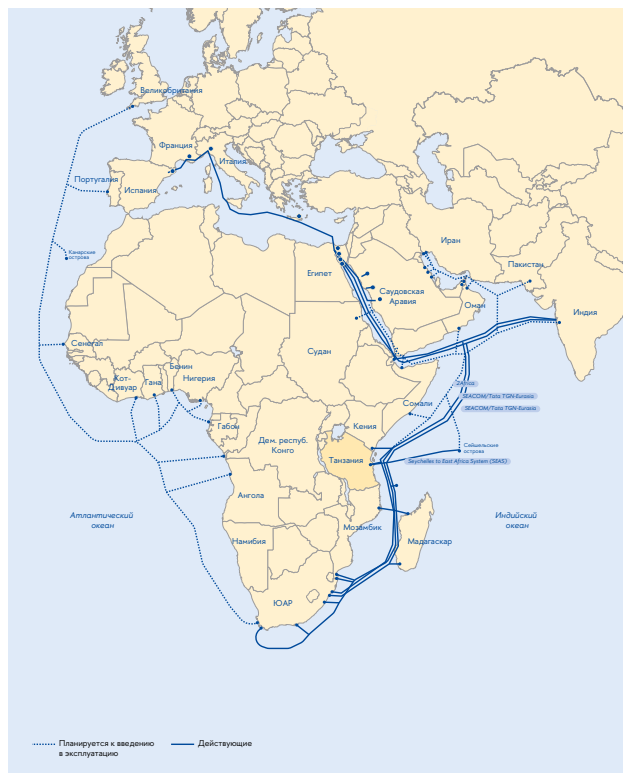 Великобритания
Франция
Италия
Португалия
Испания
Канарские
острова
Иран
Пакистан
Египет
Саудовская
Аравия
Оман
Индия
Сенегал
Судан
Бенин
Кот-
Дивуар
Гана
Нигерия
2Africa
SEACOM/Tata TGN-Eurasia
SEACOM/Tata TGN-Eurasia
Сомали
Габон
Кения
Дем. респуб.
Конго
Сейшельские
острова
Танзания
Seychelles to East Africa System (SEAS)
Ангола
Атлантический
океан
Индийский
океан
Мозамбик
Намибия
Мадагаскар
ЮАР
Планируется к введению
в эксплуатацию
Действующие